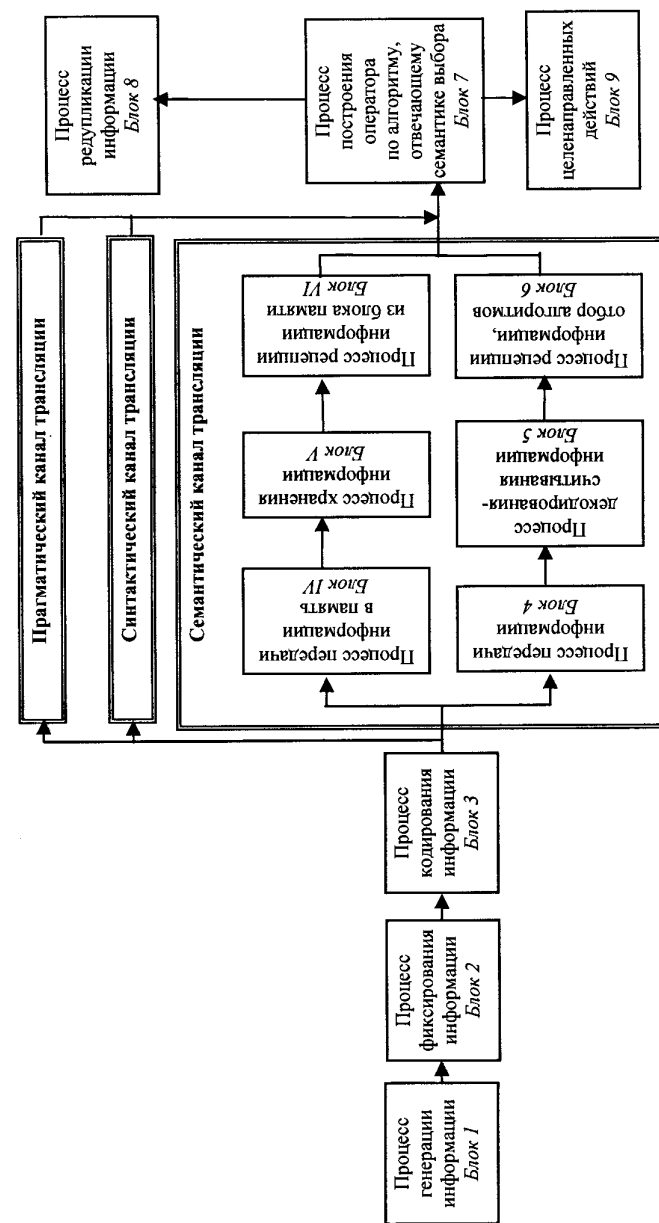 Процесс
генерации
информации
Блок 1
Процесс
фиксирования
информации
Блок 2
Процесс
кодирования
информации
Блок 3
Прагматический канал трансляции
Синтактический канал трансляции
Семантический канал трансляции
Процесс передачи
информации
в память
Блок IV
Процесс хранения
информации
Блок V
Процесс рецепции
информации
из блока памяти
Блок VI
Процесс передачи
информации
Блок 4
Процесс
декодирования-
считывания
информации
Блок 5
Процесс рецепции
информации,
отбор алгоритмов
Блок 6
Процесс
построения
оператора
по алгоритму,
отвечающему
семантике выбора
Блок 7
Процесс
редупликации
информации
Блок 8
Процесс
целенаправленных
действий
Блок 9